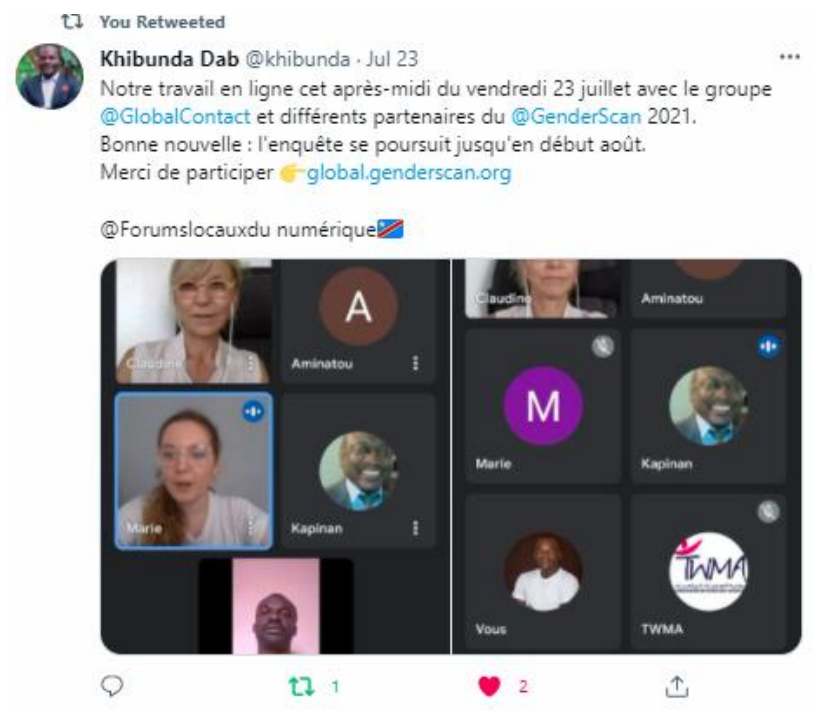 You Retweeted
Khibunda Dab @khibunda · Jul 23
Notre travail en ligne cet après-midi du vendredi 23 juillet avec le groupe
@GlobalContact et différents partenaires du @GenderScan 2021.
Bonne nouvelle : l'enquête se poursuit jusqu'en début août.
Merci de participer 👉global.genderscan.org
@Forumslocauxdu numérique🇨🇩
Claudine
A
Aminatou
Marie
Kapinan
Claudine
Aminatou
M
Marie
Kapinan
Vous
TWMA
TWMA
1
2